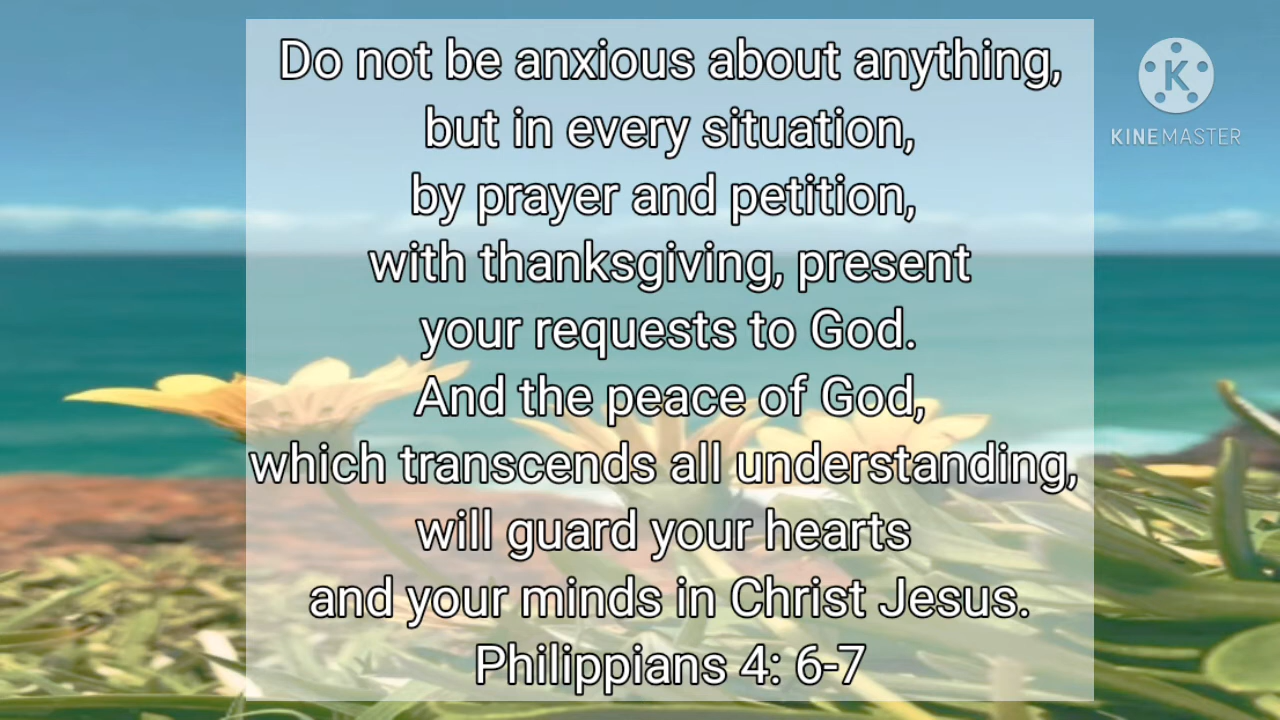 Do not be anxious about anything,
but in every situation,
by prayer and petition,
with thanksgiving, present
your requests to God.
And the peace of God,
which transcends all understanding,
will guard your hearts
and your minds in Christ Jesus.
Philippians 4: 6-7
K
KINEMASTER